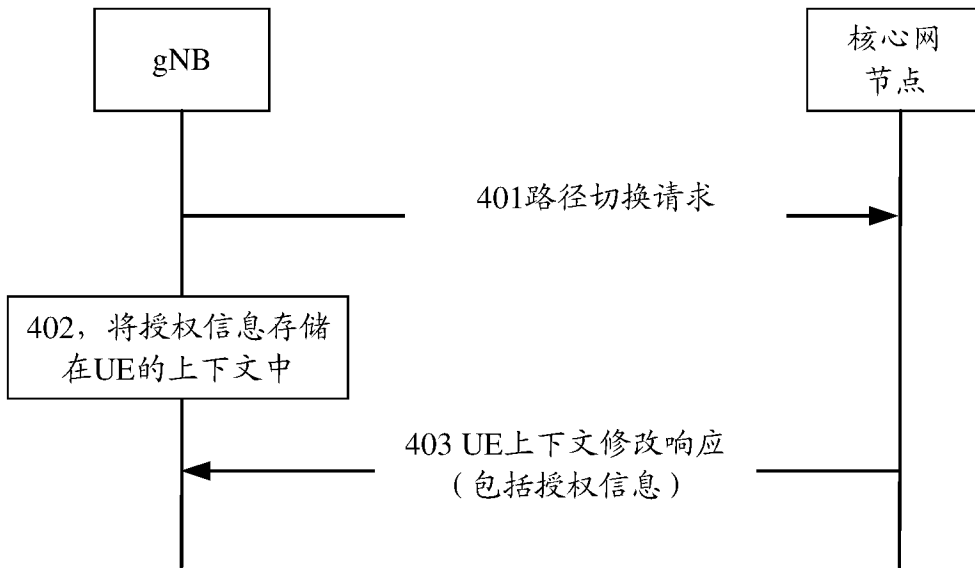 gNB
核心网
节点
401路径切换请求
402，将授权信息存储
在UE的上下文中
403 UE上下文修改响应
（包括授权信息）